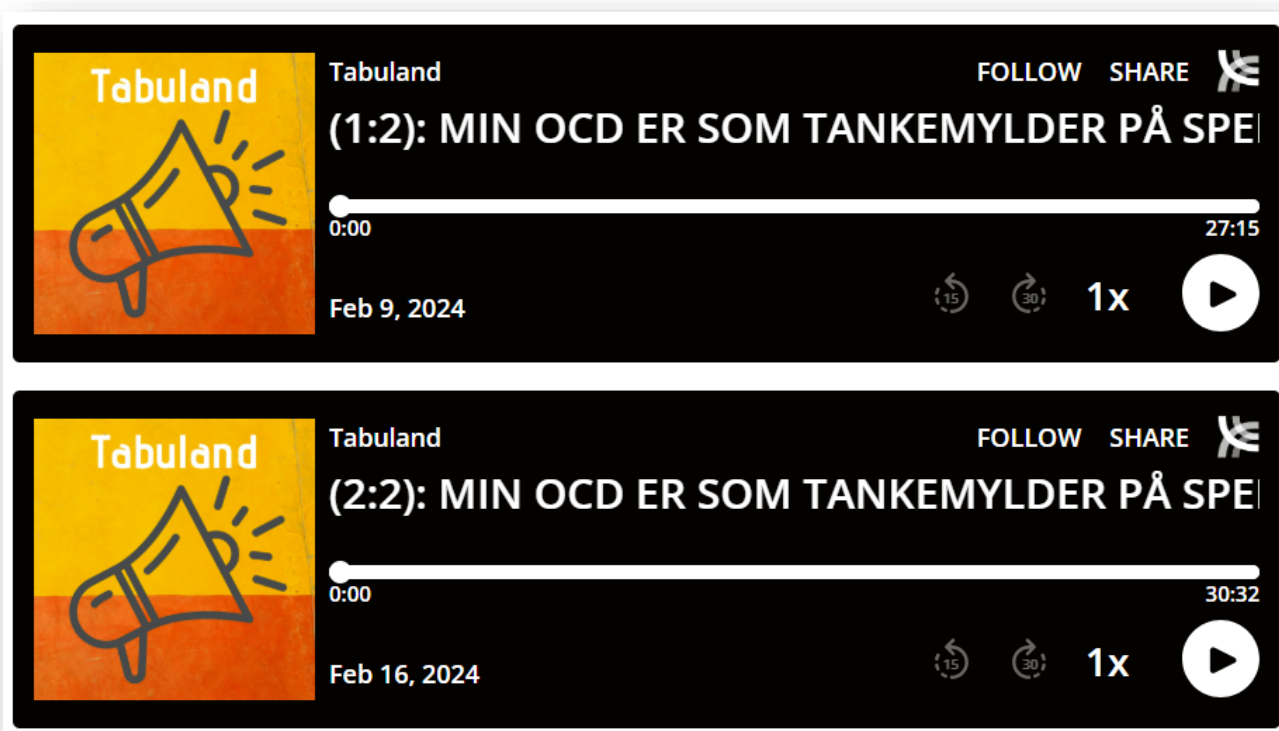 Tabuland
Tabuland
FOLLOW SHARE
(1:2): MIN OCD ER SOM TANKEMYLDER PÅ
0:00
27:15
Feb 9, 2024
15
30
1x
Tabuland
Tabuland
FOLLOW SHARE
(2:2): MIN OCD ER SOM TANKEMYLDER PÅ
0:00
30:32
Feb 16, 2024
15
30
1x